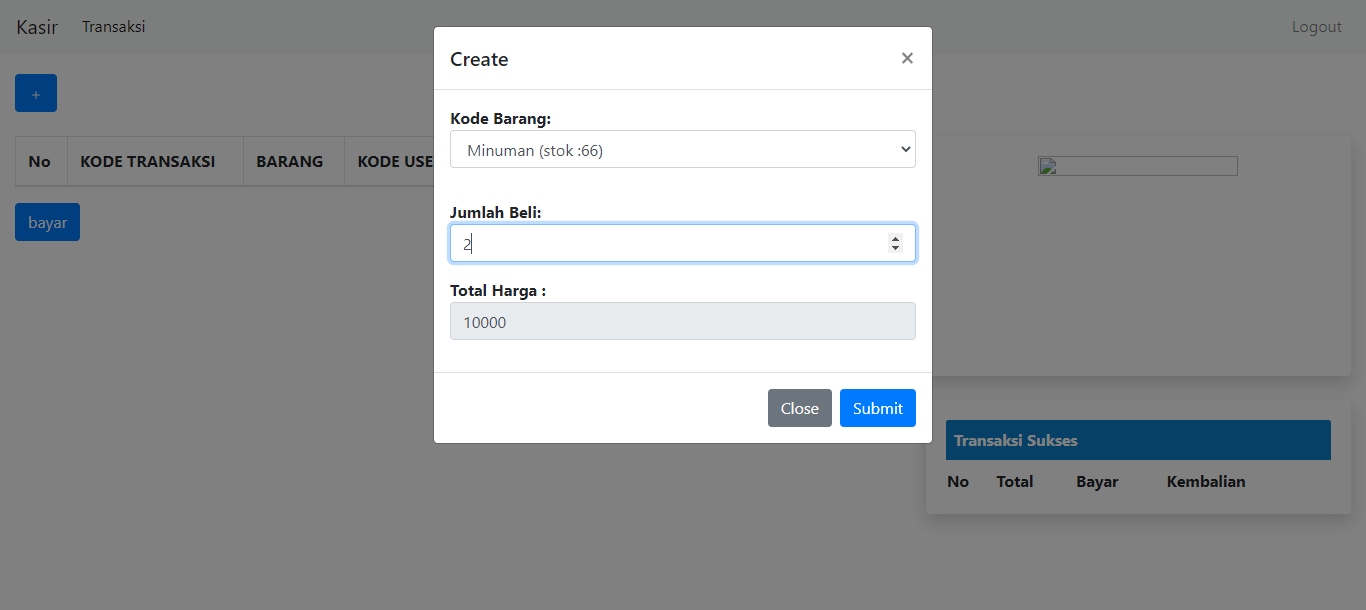 Kasir Transaksi Logout
+
No KODE TRANSAKSI BARANG KODE USE
bayar
Create ×
Kode Barang:
Minuman (stok :66)
Jumlah Beli:
2
Total Harga :
10000
Close Submit
Transaksi Sukses
No Total Bayar Kembalian